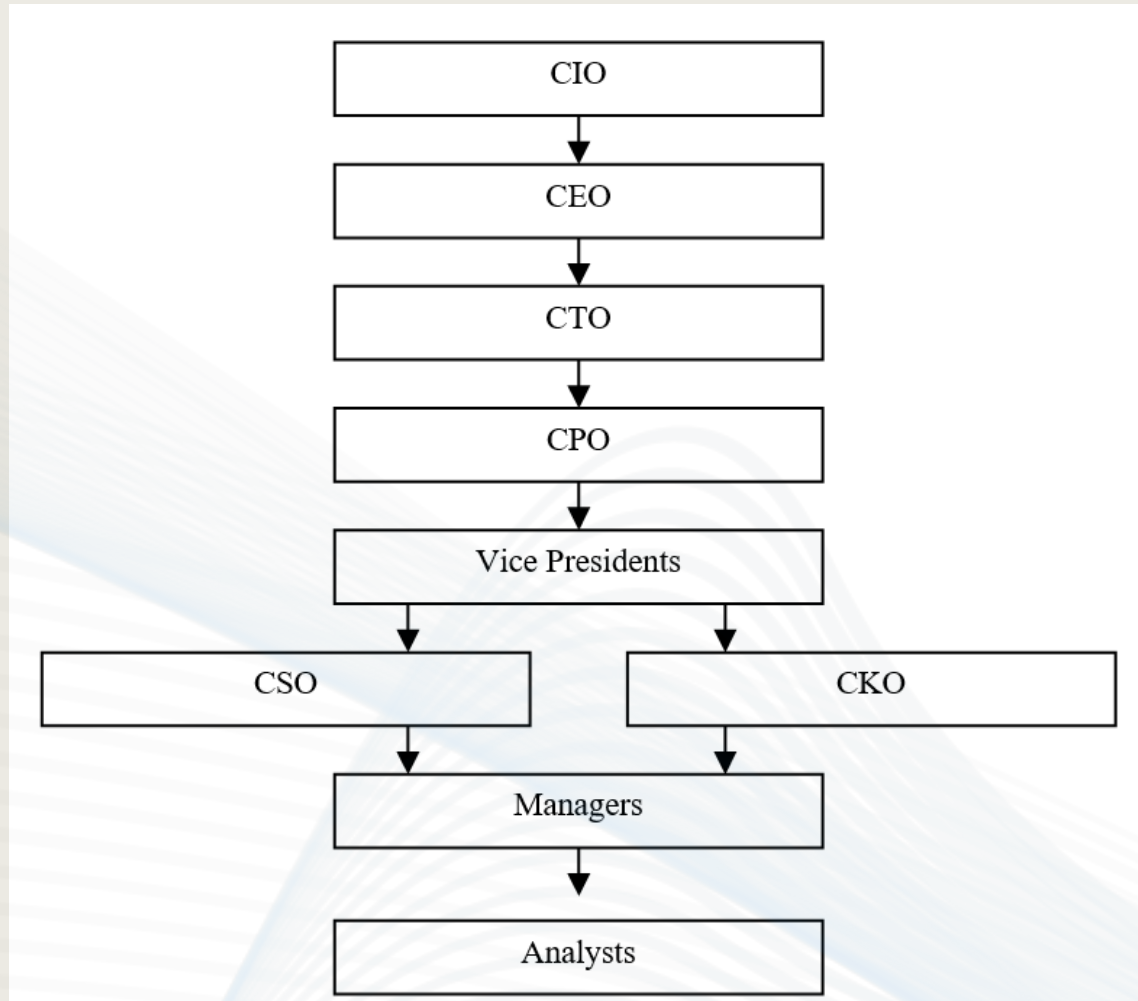 CIO
CEO
CTO
CPO
Vice Presidents
CSO
CKO
Managers
Analysts